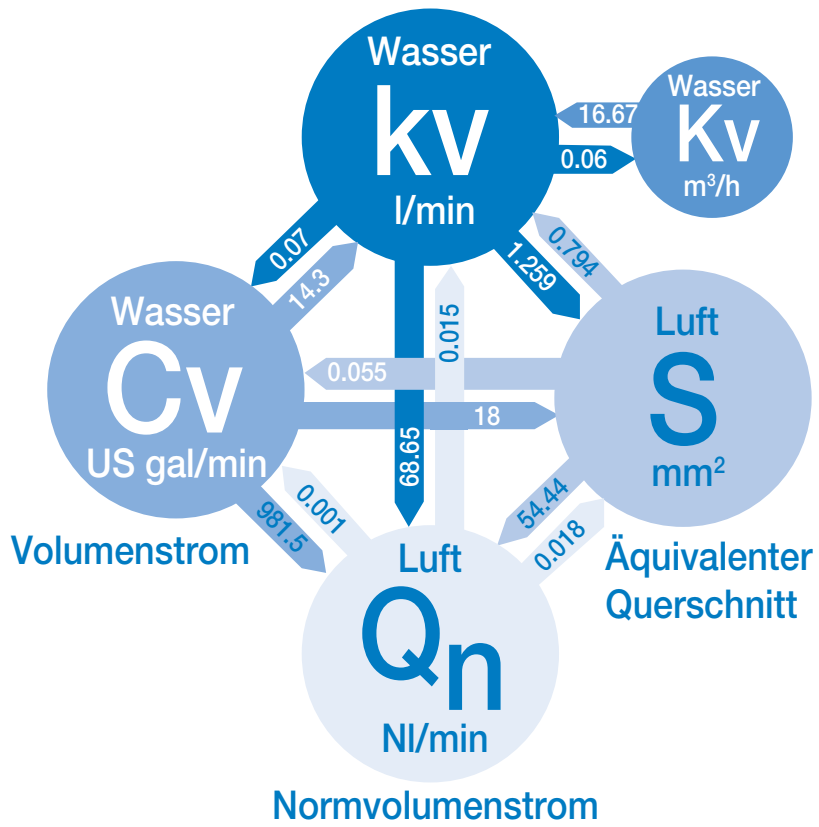 Wasser
kv
l/min
Wasser
Kv
m³/h
16.67
0.06
0.07
14.3
1.259
0.794
68.65
0.015
Wasser
Cv
US gal/min
Luft
S
mm²
0.055
18
981.5
0.001
54.44
0.018
Volumenstrom
Äquivalenter
Querschnitt
Luft
Qn
Nl/min
Normvolumenstrom